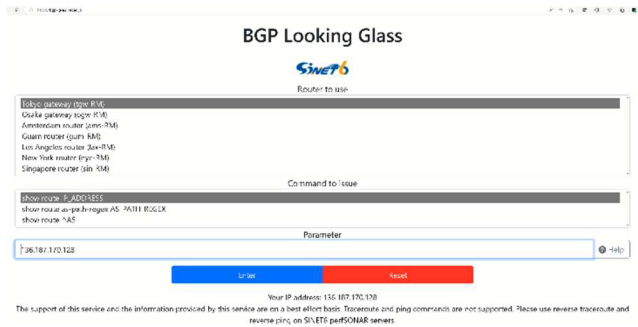 BGP Looking Glass
SINET6
Router to use
Tokyo gateway (tgw-RM)
Osaka gateway (ogw-RM)
Amsterdam router (ams-RM)
Guam router (gum-RM)
Los Angeles router (lax-RM)
New York router (nyc-RM)
Singapore router (sin-RM)
Command to issue
show route IP_ADDRESS
show route as-path-regex AS-PATH-REGEX
show route ^AS
Parameter
136.187.170.128
Help
Enter
Reset
Your IP address: 136.187.170.128
The support of this service and the information provided by this service are on a best effort basis. Traceroute and ping commands are not supported. Please use reverse traceroute and
reverse ping on SINET6 perfSONAR servers